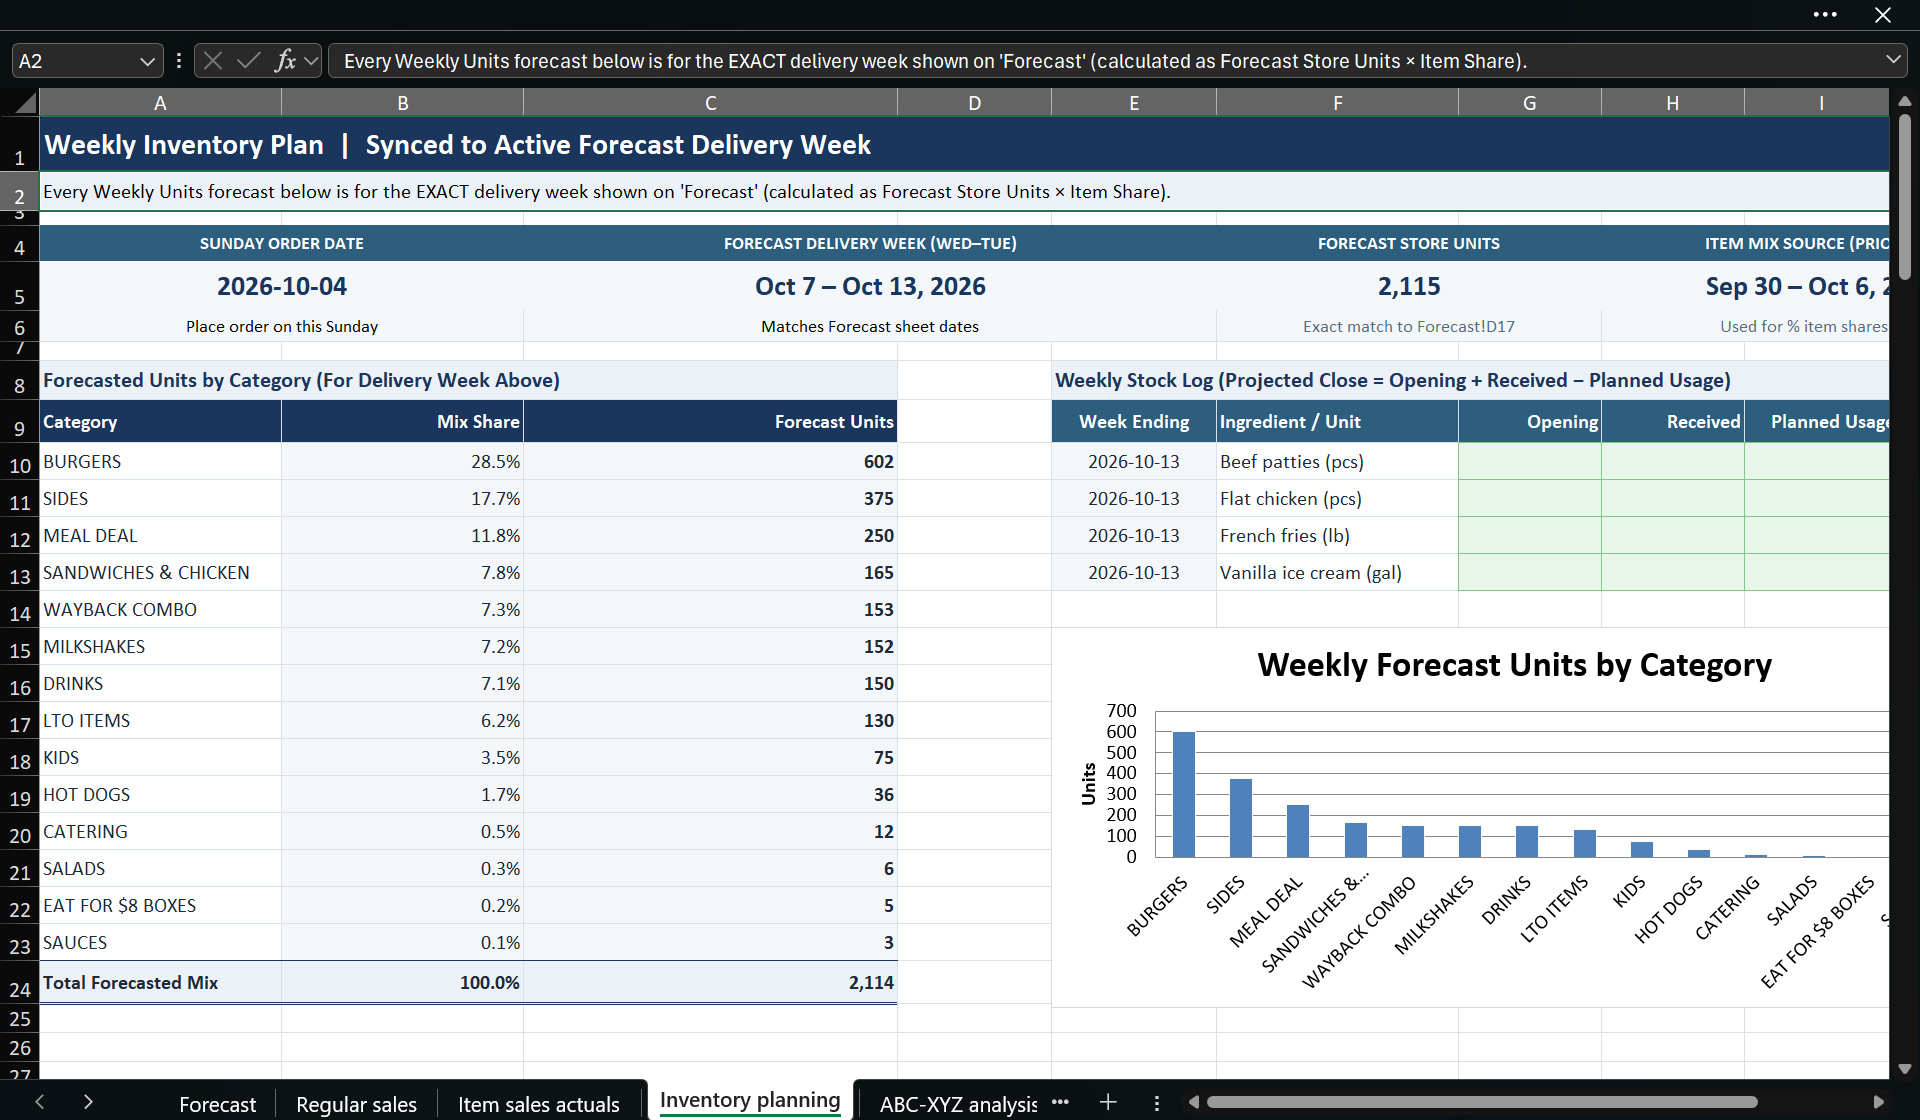 A2
fx
Every Weekly Units forecast below is for the EXACT delivery week shown on 'Forecast' (calculated as Forecast Store Units × Item Share).
A B C D E F G H I
1 Weekly Inventory Plan | Synced to Active Forecast Delivery Week
2 Every Weekly Units forecast below is for the EXACT delivery week shown on 'Forecast' (calculated as Forecast Store Units × Item Share).
3
4 SUNDAY ORDER DATE FORECAST DELIVERY WEEK (WED–TUE) FORECAST STORE UNITS ITEM MIX SOURCE
5 2026-10-04 Oct 7 – Oct 13, 2026 2,115 Sep 30 – Oct 6,
6 Place order on this Sunday Matches Forecast sheet dates Exact match to Forecast!D17 Used for % item shares
7
8 Forecasted Units by Category (For Delivery Week Above) Weekly Stock Log (Projected Close = Opening + Received − Planned Usage)
9 Category Mix Share Forecast Units Week Ending Ingredient / Unit Opening Received Planned Usage
10 BURGERS 28.5% 602 2026-10-13 Beef patties (pcs)
11 SIDES 17.7% 375 2026-10-13 Flat chicken (pcs)
12 MEAL DEAL 11.8% 250 2026-10-13 French fries (lb)
13 SANDWICHES & CHICKEN 7.8% 165 2026-10-13 Vanilla ice cream (gal)
14 WAYBACK COMBO 7.3% 153
15 MILKSHAKES 7.2% 152
16 DRINKS 7.1% 150
17 LTO ITEMS 6.2% 130
18 KIDS 3.5% 75
19 HOT DOGS 1.7% 36
20 CATERING 0.5% 12
21 SALADS 0.3% 6
22 EAT FOR $8 BOXES 0.2% 5
23 SAUCES 0.1% 3
24 Total Forecasted Mix 100.0% 2,114
25
26
27
Weekly Forecast Units by Category
Units
700
600
500
400
300
200
100
0
BURGERS
SIDES
MEAL DEAL
SANDWICHES &...
WAYBACK COMBO
MILKSHAKES
DRINKS
LTO ITEMS
KIDS
HOT DOGS
CATERING
SALADS
EAT FOR $8 BOXES
Forecast Regular sales Item sales actuals Inventory planning ABC-XYZ analysis